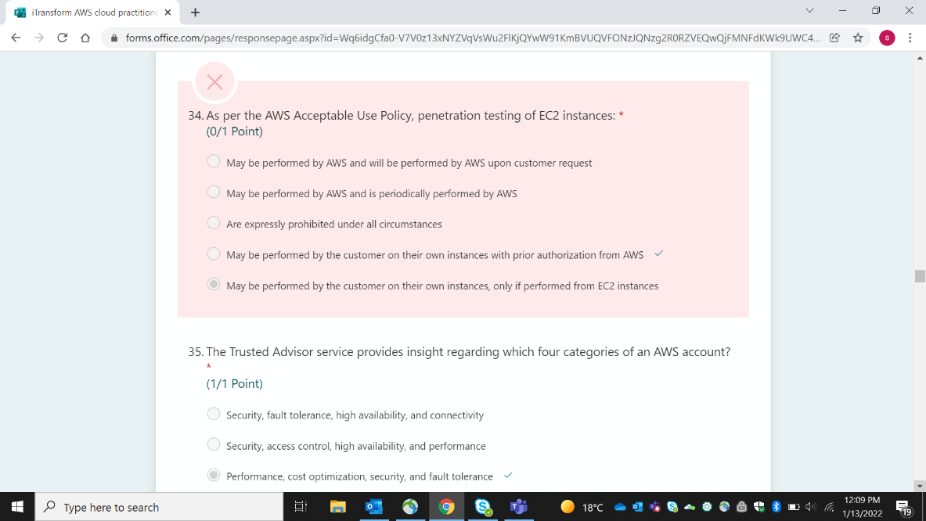 iTransform AWS cloud practitione
forms.office.com/pages/responsepage.aspx?id=Wq6idgCfa0-V7V0z13xNYZVqVsWu2FlKjQYwW91KmBVUQVFONzJQNzg2R0RZVEQwQjFMNFdKWk9UWC4...
S
34. As per the AWS Acceptable Use Policy, penetration testing of EC2 instances: *
(0/1 Point)
May be performed by AWS and will be performed by AWS upon customer request
May be performed by AWS and is periodically performed by AWS
Are expressly prohibited under all circumstances
May be performed by the customer on their own instances with prior authorization from AWS
May be performed by the customer on their own instances, only if performed from EC2 instances
35. The Trusted Advisor service provides insight regarding which four categories of an AWS account?
*
(1/1 Point)
Security, fault tolerance, high availability, and connectivity
Security, access control, high availability, and performance
Performance, cost optimization, security, and fault tolerance
Type here to search
18°C
12:09 PM
1/13/2022
19